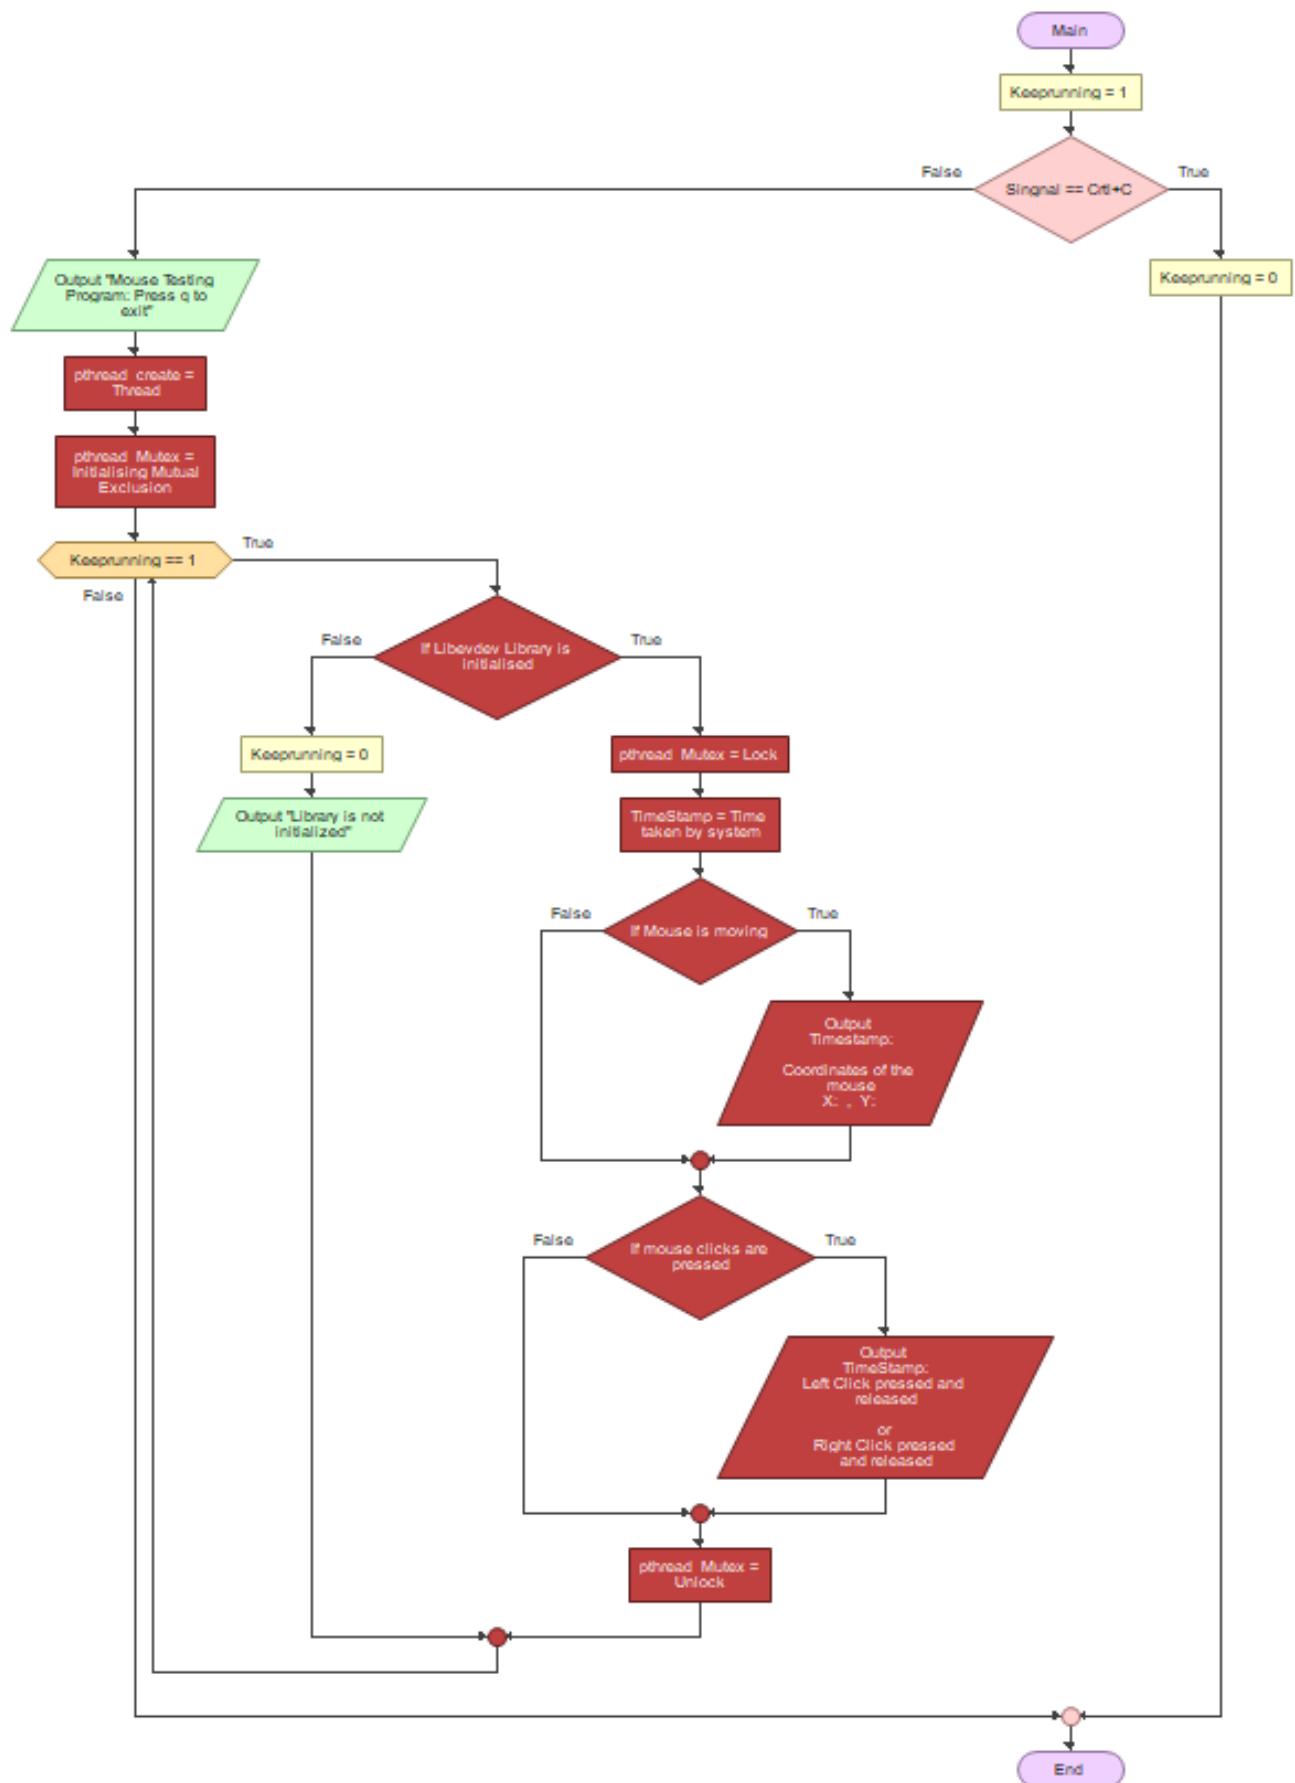 Main
Keeprunning = 1
False
True
Singnal == Crtl+C
Keeprunning = 0
Output "Mouse Testing
Program: Press q to
exit"
pthread create =
Thread
pthread Mutex =
Initialising Mutual
Exclusion
Keeprunning == 1
True
False
False
True
If Libevdev Library is
initialised
Keeprunning = 0
Output "Library is not
initialized"
pthread Mutex = Lock
TimeStamp = Time
taken by system
False
True
If Mouse is moving
Output
Timestamp:
Coordinates of the
mouse
X: , Y:
False
True
If mouse clicks are
pressed
Output
TimeStamp:
Left Click pressed and
released
or
Right Click pressed
and released
pthread Mutex =
Unlock
End